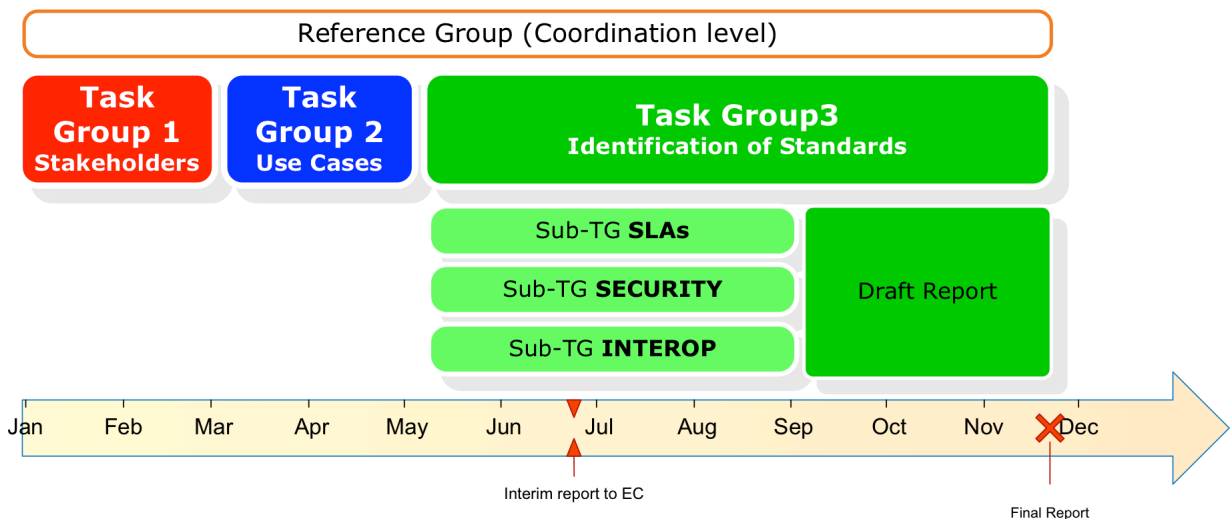 Reference Group (Coordination level)
Task
Group 1
Stakeholders
Task
Group 2
Use Cases
Task Group3
Identification of Standards
Sub-TG SLAs
Sub-TG SECURITY
Sub-TG INTEROP
Draft Report
Jan Feb Mar Apr May Jun Jul Aug Sep Oct Nov Dec
Interim report to EC
Final Report